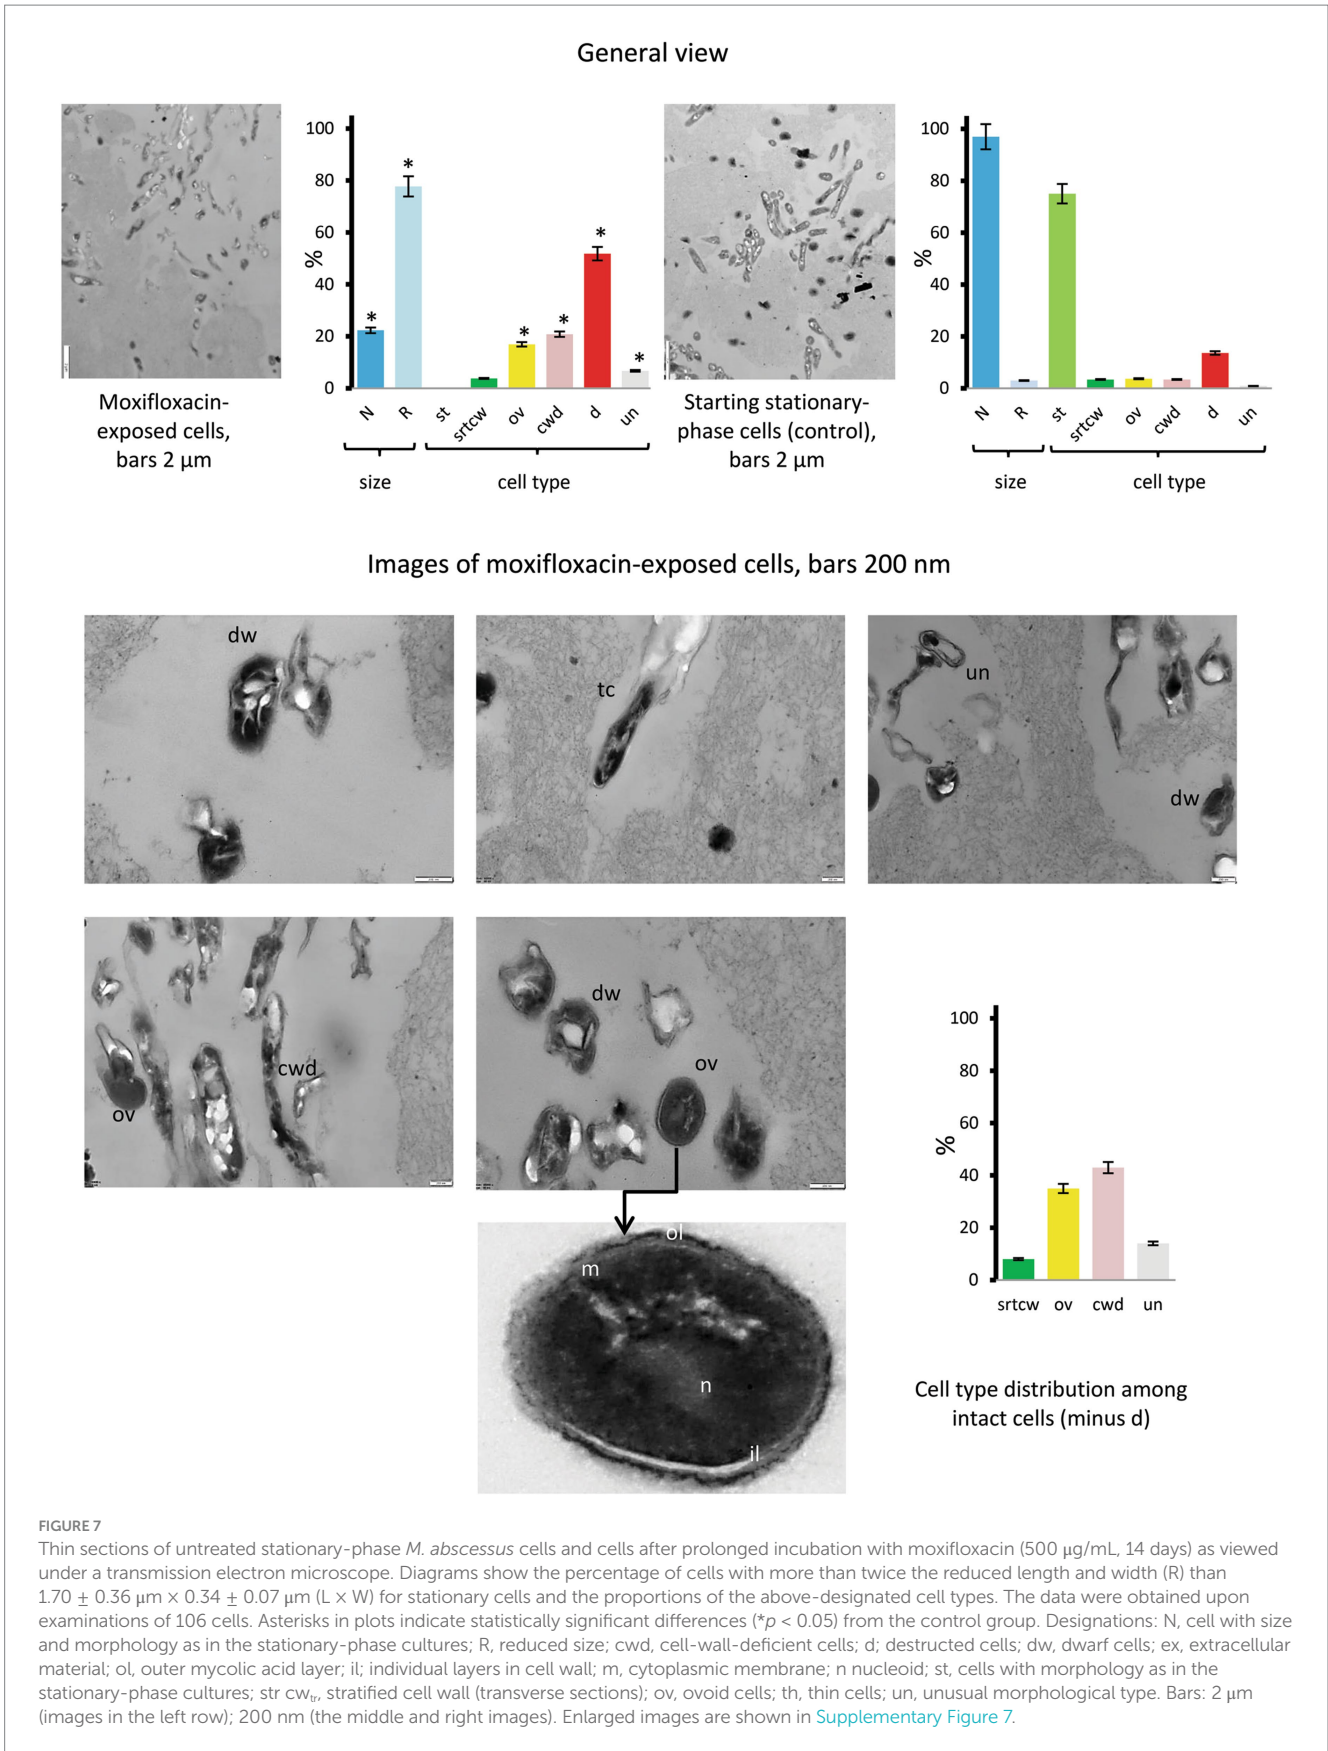 General view
100
80
60
40
20
0
%
*
*
*
*
*
*
N
R
st
srtcw
ov
cwd
d
un
size
cell type
Moxifloxacin-
exposed cells,
bars 2 μm
100
80
60
40
20
0
%
N
R
st
srtcw
ov
cwd
d
un
size
cell type
Starting stationary-
phase cells (control),
bars 2 μm
Images of moxifloxacin-exposed cells, bars 200 nm
dw
tc
un
dw
ov
cwd
dw
ov
ol
m
n
il
100
80
60
40
20
0
%
srtcw
ov
cwd
un
Cell type distribution among
intact cells (minus d)
FIGURE 7
Thin sections of untreated stationary-phase M. abscessus cells and cells after prolonged incubation with moxifloxacin (500 μg/mL, 14 days) as viewed
under a transmission electron microscope. Diagrams show the percentage of cells with more than twice the reduced length and width (R) than
1.70 ± 0.36 μm × 0.34 ± 0.07 μm (L × W) for stationary cells and the proportions of the above-designated cell types. The data were obtained upon
examinations of 106 cells. Asterisks in plots indicate statistically significant differences (*p < 0.05) from the control group. Designations: N, cell with size
and morphology as in the stationary-phase cultures; R, reduced size; cwd, cell-wall-deficient cells; d; destructed cells; dw, dwarf cells; ex, extracellular
material; ol, outer mycolic acid layer; il; individual layers in cell wall; m, cytoplasmic membrane; n nucleoid; st, cells with morphology as in the
stationary-phase cultures; str cwtr, stratified cell wall (transverse sections); ov, ovoid cells; th, thin cells; un, unusual morphological type. Bars: 2 μm
(images in the left row); 200 nm (the middle and right images). Enlarged images are shown in Supplementary Figure 7.